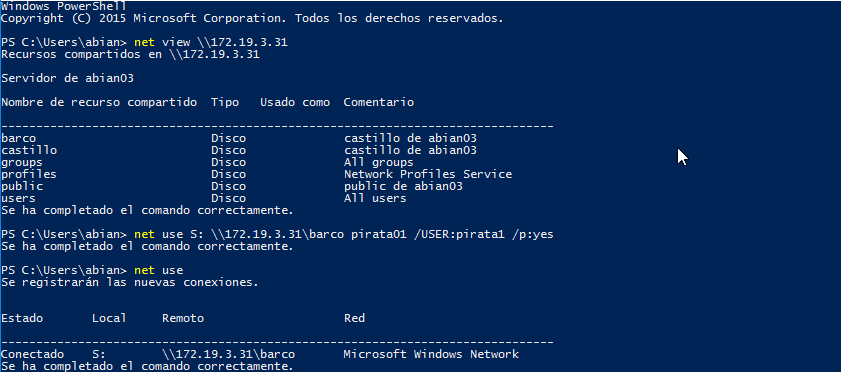 Windows PowerShell
Copyright (C) 2015 Microsoft Corporation. Todos los derechos reservados.
PS C:\Users\abian> net view \\172.19.3.31
Recursos compartidos en \\172.19.3.31
Servidor de abian03
Nombre de recurso compartido  Tipo   Usado como  Comentario
-------------------------------------------------------------------------------
barco                         Disco              castillo de abian03
castillo                      Disco              castillo de abian03
groups                        Disco              All groups
profiles                      Disco              Network Profiles Service
public                        Disco              public de abian03
users                         Disco              All users
Se ha completado el comando correctamente.
PS C:\Users\abian> net use S: \\172.19.3.31\barco pirata01 /USER:pirata1 /p:yes
Se ha completado el comando correctamente.
PS C:\Users\abian> net use
Se registrarán las nuevas conexiones.
Estado       Local     Remoto                    Red
-------------------------------------------------------------------------------
Conectado    S:        \\172.19.3.31\barco       Microsoft Windows Network
Se ha completado el comando correctamente.